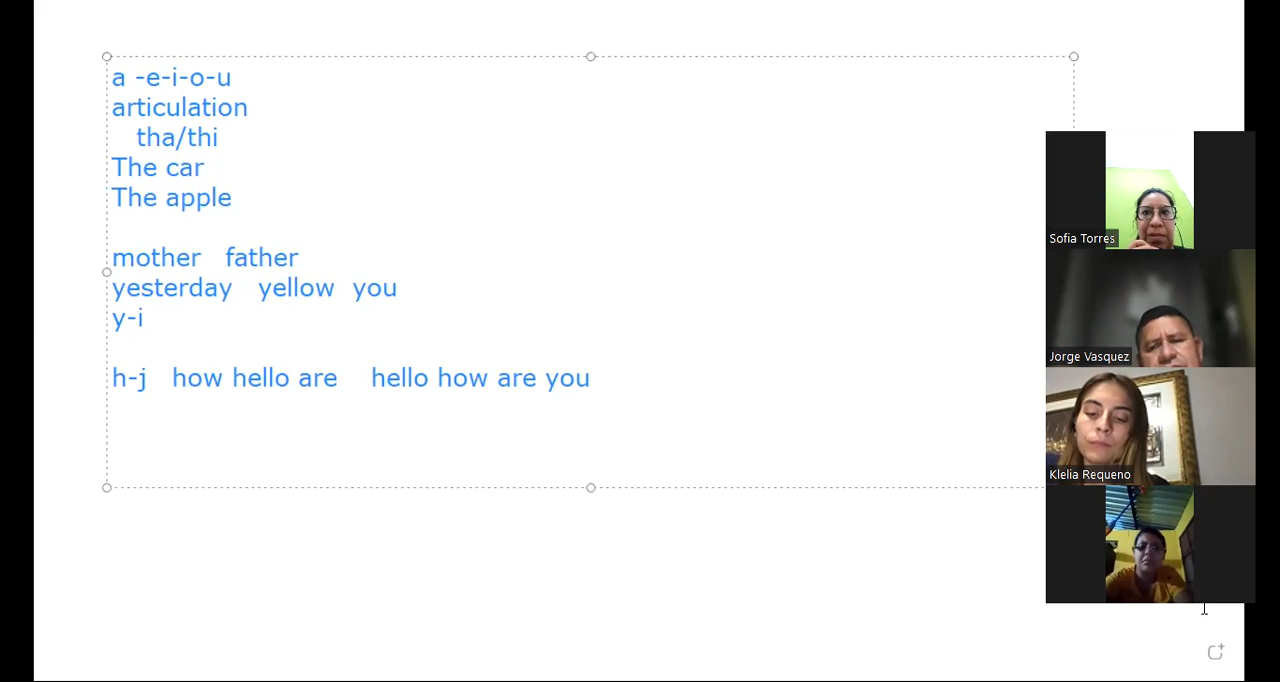 a -e-i-o-u
articulation
tha/thi
The car
The apple
mother father
yesterday yellow you
y-i
h-j how hello are hello how are you
Sofia Torres
Jorge Vasquez
Klelia Requeno